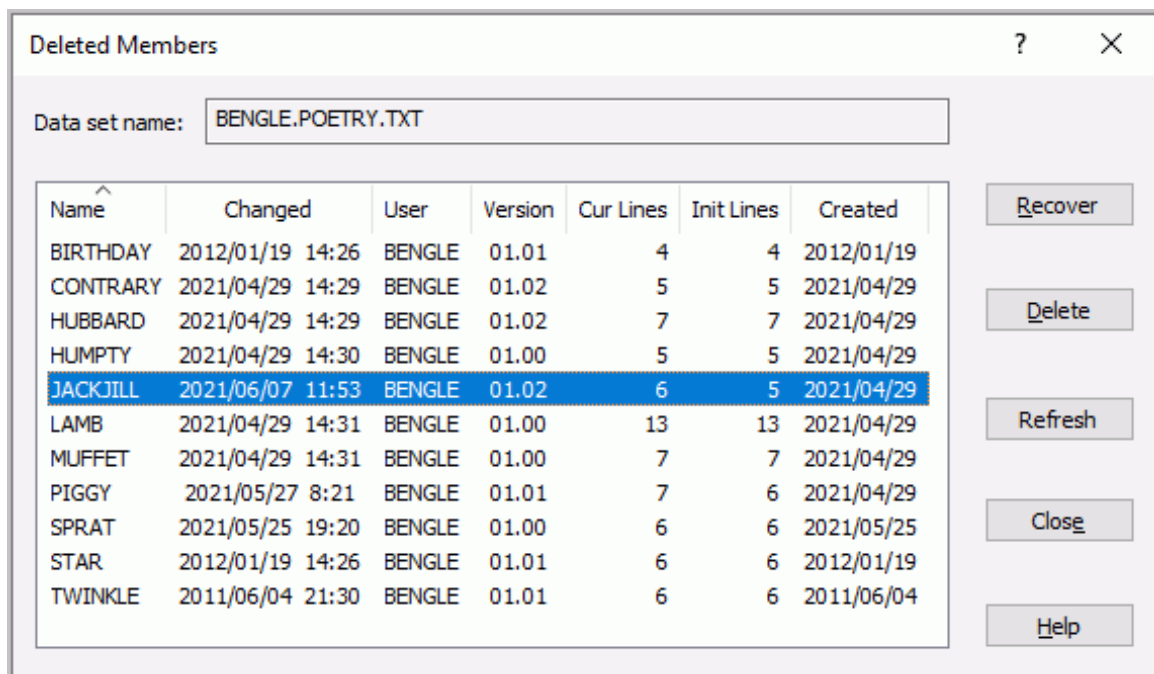 Deleted Members ? ×
Data set name: BENGLE.POETRY.TXT
Name Changed User Version Cur Lines Init Lines Created
BIRTHDAY 2012/01/19 14:26 BENGLE 01.01 4 4 2012/01/19
CONTRARY 2021/04/29 14:29 BENGLE 01.02 5 5 2021/04/29
HUBBARD 2021/04/29 14:29 BENGLE 01.02 7 7 2021/04/29
HUMPTY 2021/04/29 14:30 BENGLE 01.00 5 5 2021/04/29
JACKJILL 2021/06/07 11:53 BENGLE 01.02 6 5 2021/04/29
LAMB 2021/04/29 14:31 BENGLE 01.00 13 13 2021/04/29
MUFFET 2021/04/29 14:31 BENGLE 01.00 7 7 2021/04/29
PIGGY 2021/05/27 8:21 BENGLE 01.01 7 6 2021/04/29
SPRAT 2021/05/25 19:20 BENGLE 01.00 6 6 2021/05/25
STAR 2012/01/19 14:26 BENGLE 01.01 6 6 2012/01/19
TWINKLE 2011/06/04 21:30 BENGLE 01.01 6 6 2011/06/04
Recover
Delete
Refresh
Close
Help